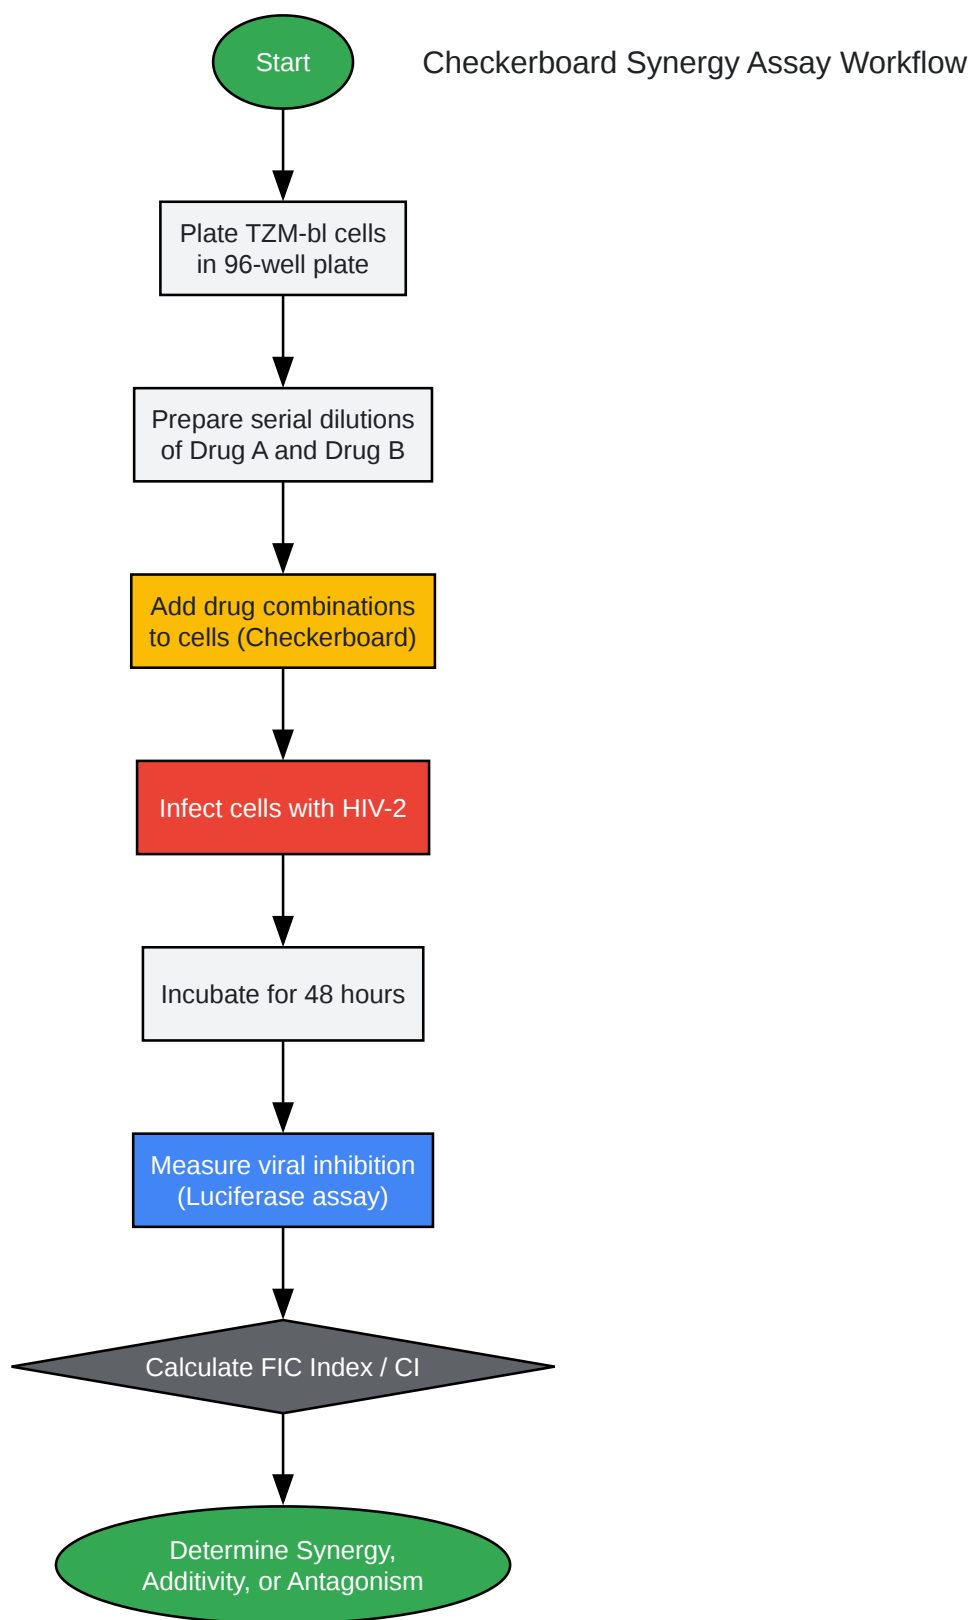 Start
Checkerboard Synergy Assay Workflow
Plate TZM-bl cells
in 96-well plate
Prepare serial dilutions
of Drug A and Drug B
Add drug combinations
to cells (Checkerboard)
Infect cells with HIV-2
Incubate for 48 hours
Measure viral inhibition
(Luciferase assay)
Calculate FIC Index / CI
Determine Synergy,
Additivity, or Antagonism